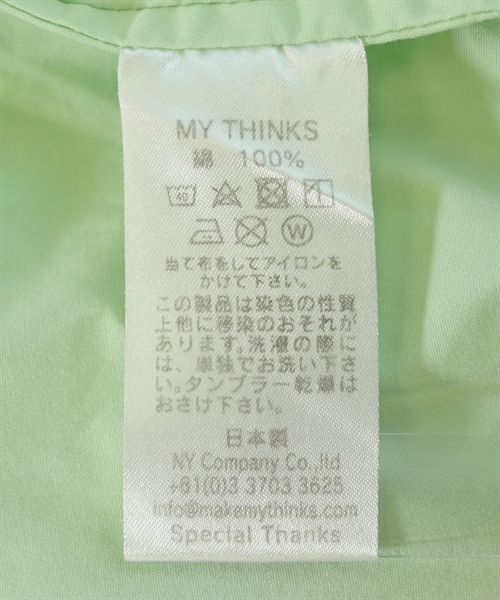 MY THINKS
綿 100%
40
W
当て布をしてアイロンを
かけて下さい。
この製品は染色の性質
上他に移染のおそれが
あります。洗濯の際に
は、単独でお洗い下さ
い。タンブラー乾燥は
おさけ下さい。
日本製
NY Company Co.,ltd
+81(0)3 3703 3625
info@makemythinks.com
Special Thanks